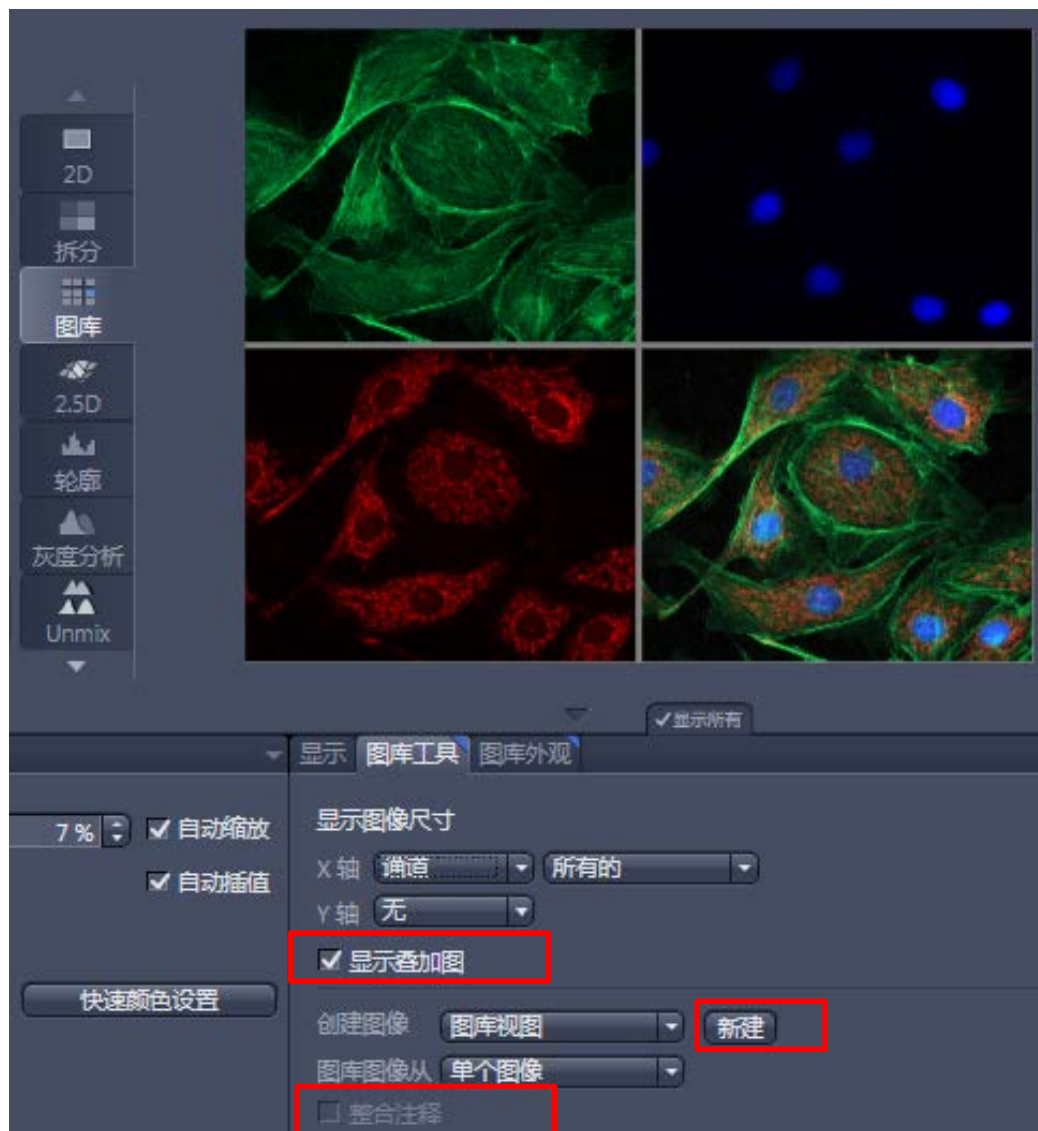 2D
拆分
图库
2.5D
轮廓
灰度分析
Unmix
显示所有
显示 图库工具 图库外观
7% 自动缩放
自动插值
快速颜色设置
显示图像尺寸
X 轴 通道 所有的
Y 轴 无
显示叠加图
创建图像 图库视图 新建
图库图像从 单个图像
整合注释